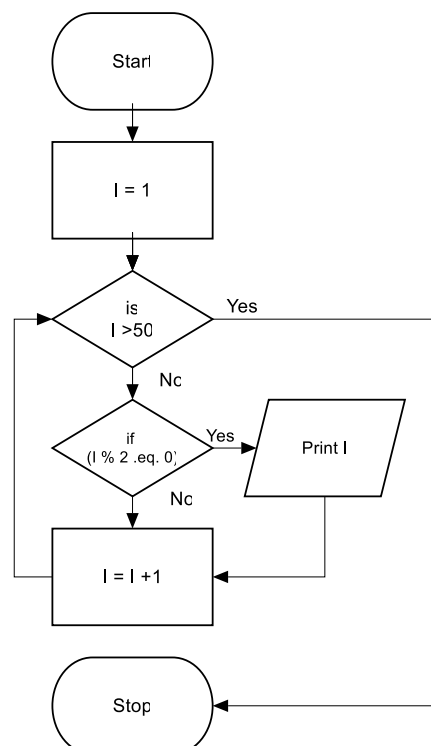 Start
I = 1
is
I >50
Yes
No
if
(I % 2 .eq. 0)
Yes
Print I
No
I = I +1
Stop